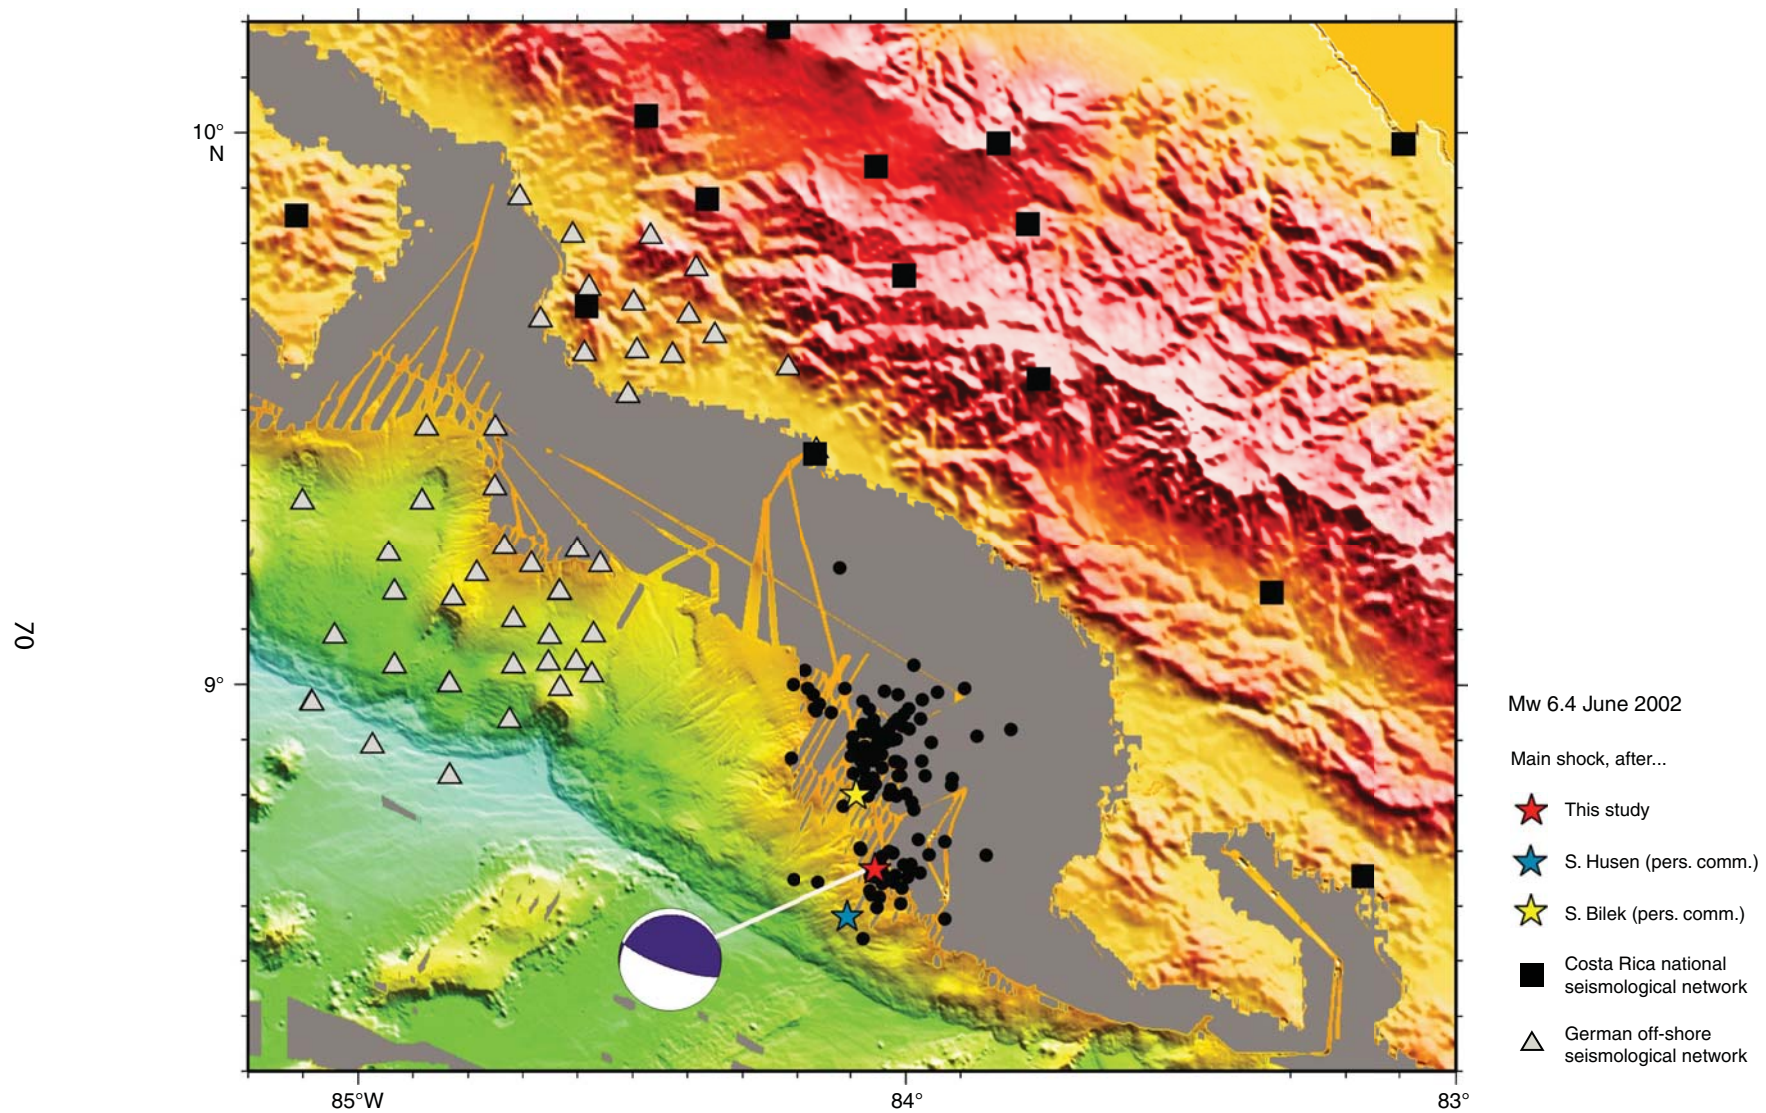 10°
N
9°
85°W
84°
83°
70
Mw 6.4 June 2002
Main shock, after...
This study
S. Husen (pers. comm.)
S. Bilek (pers. comm.)
Costa Rica national
seismological network
German off-shore
seismological network